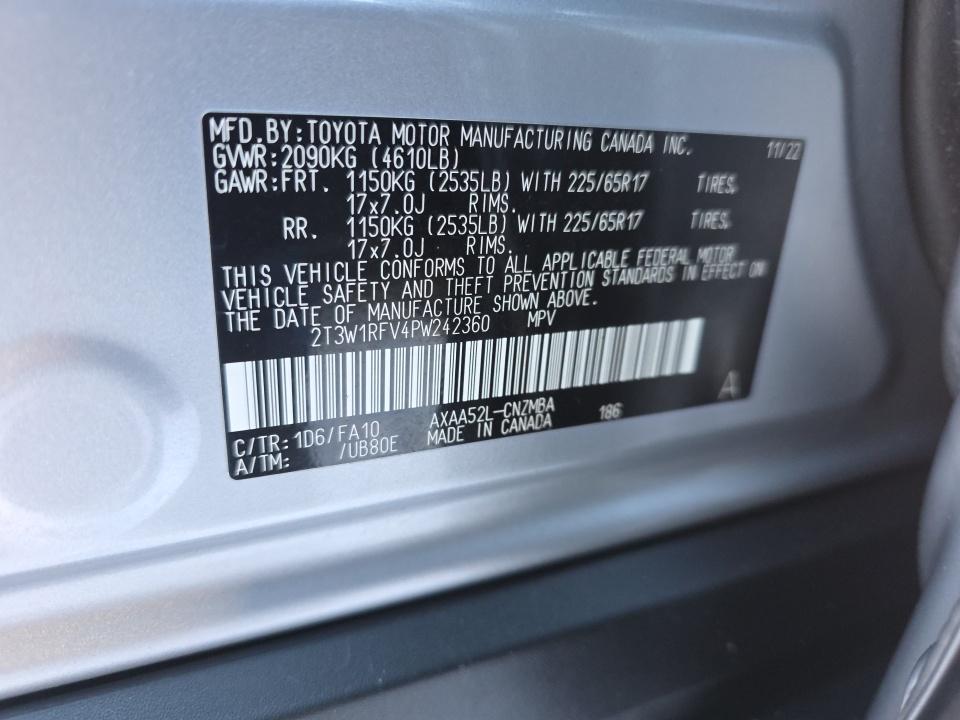 MFD.BY:TOYOTA MOTOR MANUFACTURING CANADA INC. 11/22
GVWR:2090KG (4610LB)
GAWR:FRT. 1150KG (2535LB) WITH 225/65R17 TIRES,
17x7.0J RIMS.
RR. 1150KG (2535LB) WITH 225/65R17 TIRES,
17x7.0J RIMS.
THIS VEHICLE CONFORMS TO ALL APPLICABLE FEDERAL MOTOR
VEHICLE SAFETY AND THEFT PREVENTION STANDARDS IN EFFECT ON
THE DATE OF MANUFACTURE SHOWN ABOVE.
2T3W1RFV4PW242360 MPV
A
C/TR:1D6/FA10 AXAA52L-CNZMBA 186
A/TM: /UB80E MADE IN CANADA